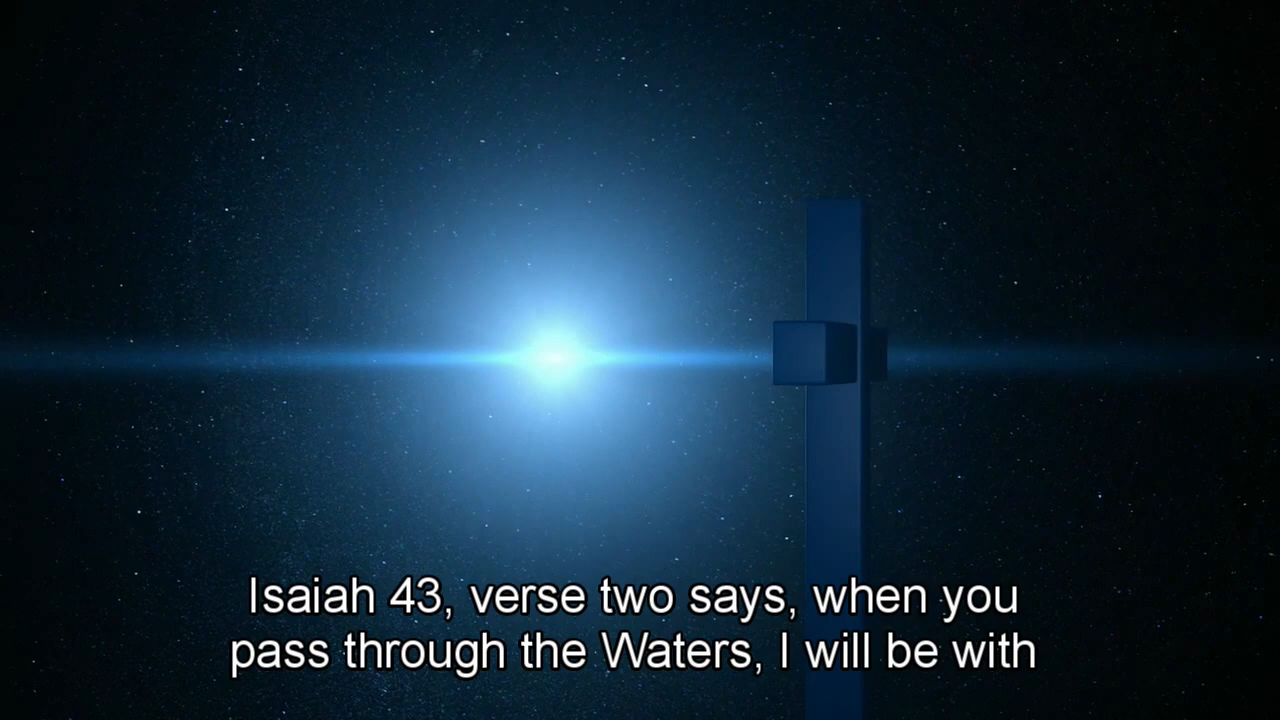 Isaiah 43, verse two says, when you
pass through the Waters, I will be with